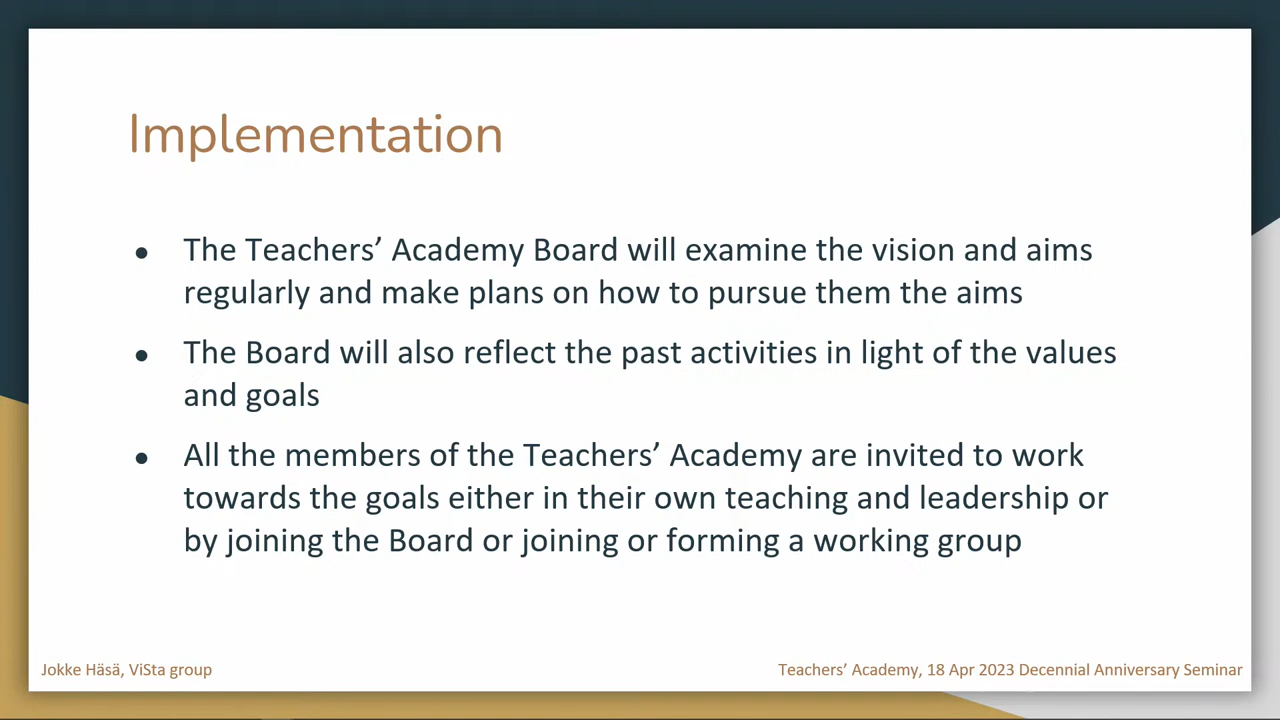 Implementation
● The Teachers’ Academy Board will examine the vision and aims
regularly and make plans on how to pursue them the aims
● The Board will also reflect the past activities in light of the values
and goals
● All the members of the Teachers’ Academy are invited to work
towards the goals either in their own teaching and leadership or
by joining the Board or joining or forming a working group
Jokke Häsä, ViSta group
Teachers’ Academy, 18 Apr 2023 Decennial Anniversary Seminar